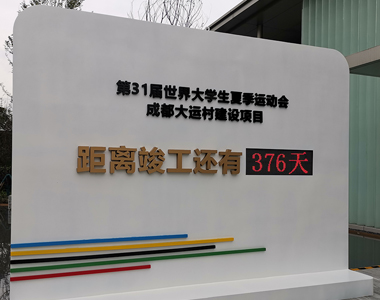 第31届世界大学生夏季运动会
成都大运村建设项目
距离竣工还有 376天